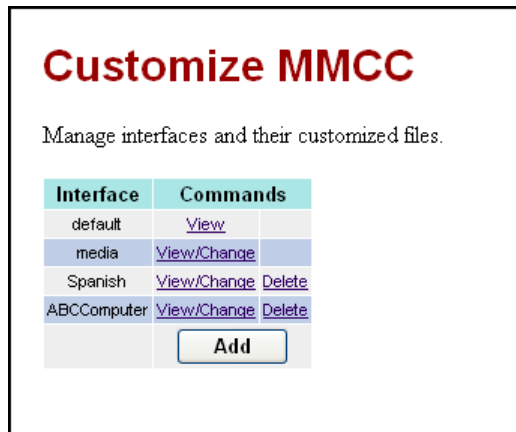 Customize MMCC
Manage interfaces and their customized files.
Interface Commands
default View
media View/Change
Spanish View/Change Delete
ABCComputer View/Change Delete
Add